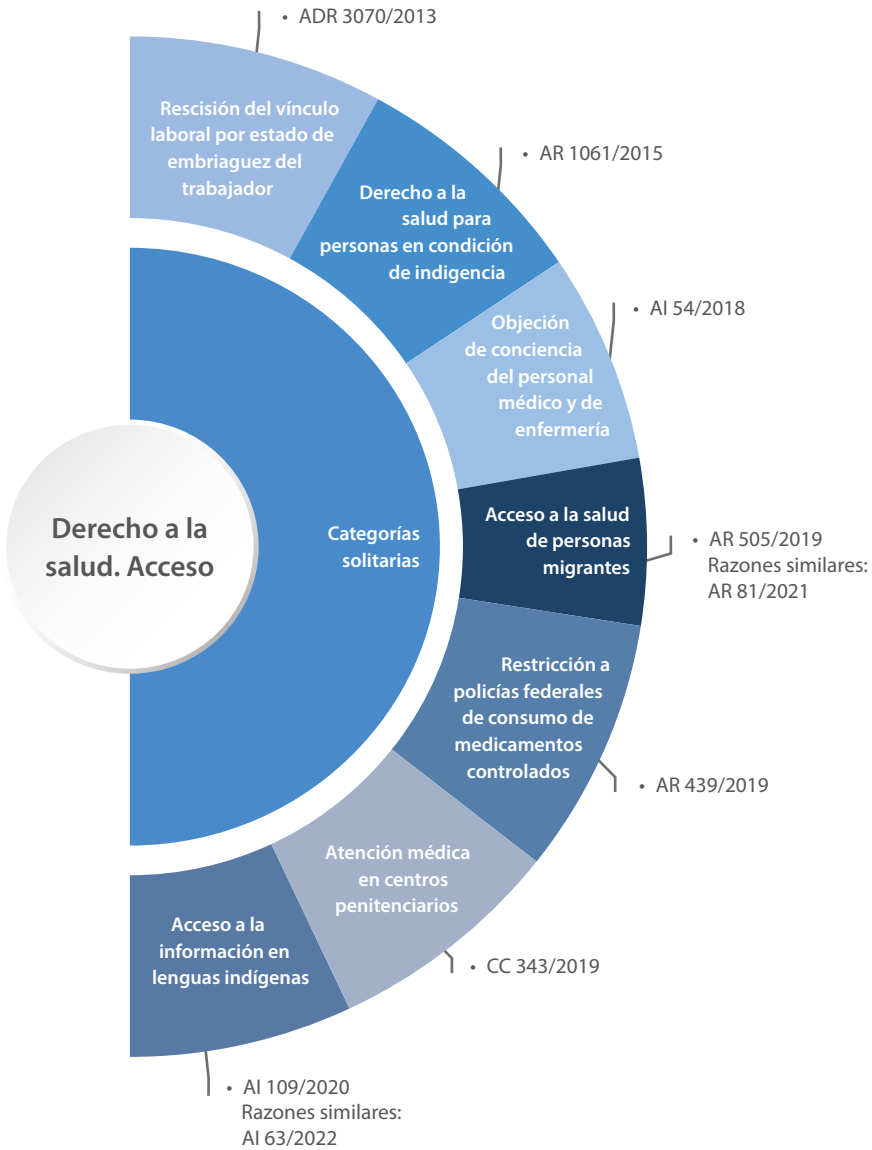 • ADR 3070/2013
Rescisión del vínculo
laboral por estado de
embriaguez del
trabajador
• AR 1061/2015
Derecho a la
salud para
personas en condición
de indigencia
• AI 54/2018
Objeción
de conciencia
del personal
médico y de
enfermería
Derecho a la
salud. Acceso
Categorías
solitarias
Acceso a la salud
de personas
migrantes
• AR 505/2019
Razones similares:
AR 81/2021
Restricción a
policías federales
de consumo de
medicamentos
controlados
• AR 439/2019
Atención médica
en centros
penitenciarios
• CC 343/2019
Acceso a la
información en
lenguas indígenas
• AI 109/2020
Razones similares:
AI 63/2022